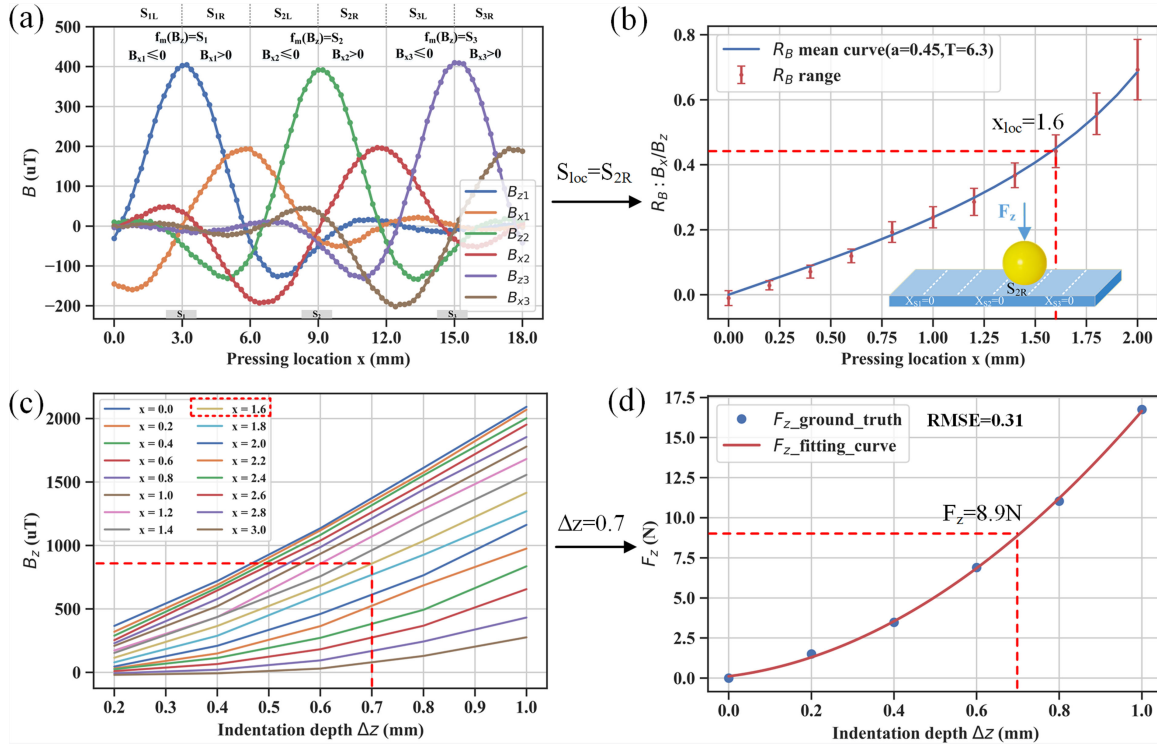 (a)
S1L S1R S2L S2R S3L S3R
fm(Bz)=S1 fm(Bz)=S2 fm(Bz)=S3
Bx1≤0 Bx1>0 Bx2≤0 Bx2>0 Bx3≤0 Bx3>0
500
400
300
200
100
0
−100
−200
B (uT)
Bz1
Bx1
Bz2
Bx2
Bz3
Bx3
S1 S2 S3
0.0 3.0 6.0 9.0 12.0 15.0 18.0
Pressing location x (mm)
Sloc=S2R
(b)
RB mean curve(a=0.45,T=6.3)
RB range
0.8
0.6
0.4
0.2
0.0
RB : Bx/Bz
xloc=1.6
Fz
S2R
XS1=0 XS2=0 XS3=0
0.00 0.25 0.50 0.75 1.00 1.25 1.50 1.75 2.00
Pressing location x (mm)
(c)
x = 0.0 x = 1.6
x = 0.2 x = 1.8
x = 0.4 x = 2.0
x = 0.6 x = 2.2
x = 0.8 x = 2.4
x = 1.0 x = 2.6
x = 1.2 x = 2.8
x = 1.4 x = 3.0
2000
1500
1000
500
0
Bz (uT)
0.2 0.3 0.4 0.5 0.6 0.7 0.8 0.9 1.0
Indentation depth Δz (mm)
Δz=0.7
(d)
Fz_ground_truth
Fz_fitting_curve
RMSE=0.31
17.5
15.0
12.5
10.0
7.5
5.0
2.5
0.0
Fz (N)
Fz=8.9N
0.0 0.2 0.4 0.6 0.8 1.0
Indentation depth Δz (mm)